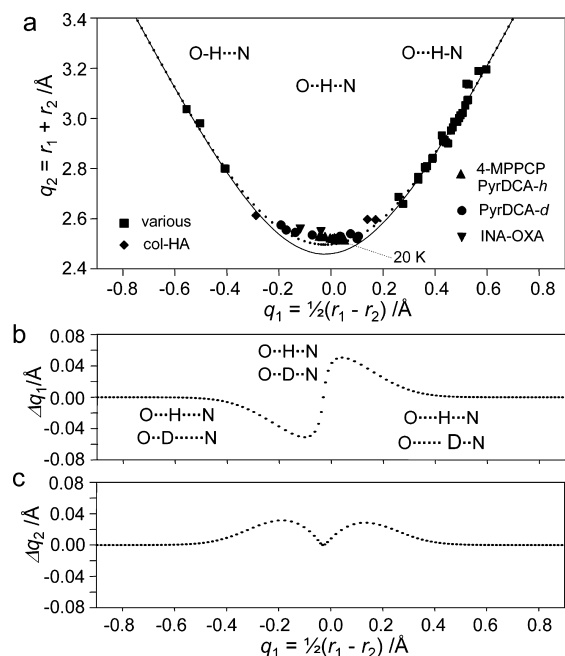 a
3.4
3.2
3.0
2.8
2.6
2.4
q2 = r1 + r2 /Å
O-H···N
O··H··N
O···H-N
various
col-HA
4-MPPCP
PyrDCA-h
PyrDCA-d
INA-OXA
20 K
-0.8 -0.6 -0.4 -0.2 0.0 0.2 0.4 0.6 0.8
q1 = ½(r1 - r2) /Å
b
0.08
0.04
0.00
-0.04
-0.08
Δq1/Å
O··H··N
O··D··N
O··H···N
O··D·····N
O···H··N
O····· D··N
c
0.08
0.04
0.00
-0.04
-0.08
Δq2 /Å
-0.8 -0.6 -0.4 -0.2 0.0 0.2 0.4 0.6 0.8
q1 = ½(r1 - r2) /Å